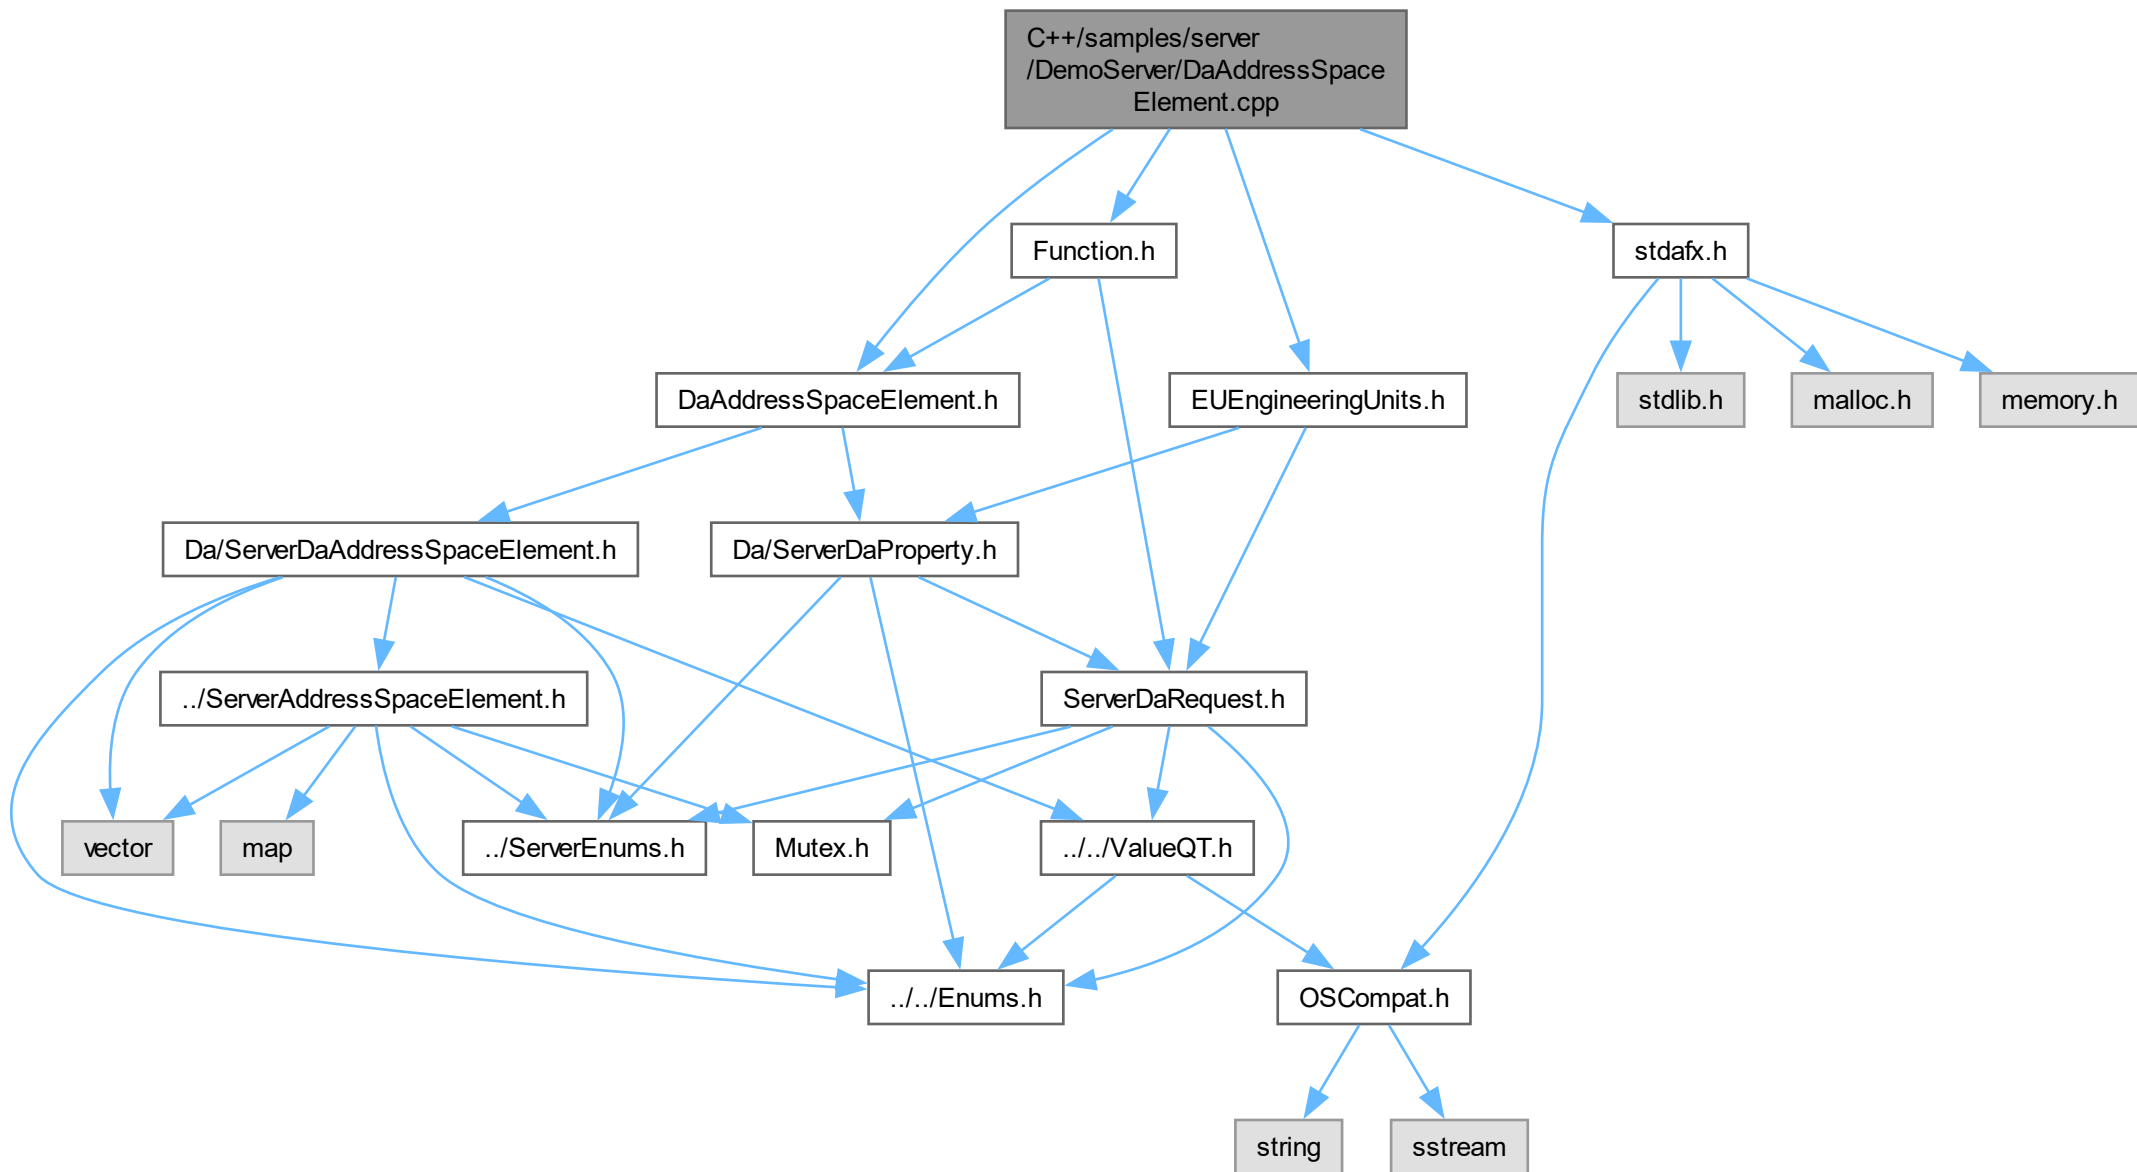 C++/samples/server
/DemoServer/DaAddressSpace
Element.cpp
Function.h
stdafx.h
DaAddressSpaceElement.h
EUEngineeringUnits.h
stdlib.h
malloc.h
memory.h
Da/ServerDaAddressSpaceElement.h
Da/ServerDaProperty.h
../ServerAddressSpaceElement.h
ServerDaRequest.h
vector
map
../ServerEnums.h
Mutex.h
../../ValueQT.h
../../Enums.h
OSCompat.h
string
sstream